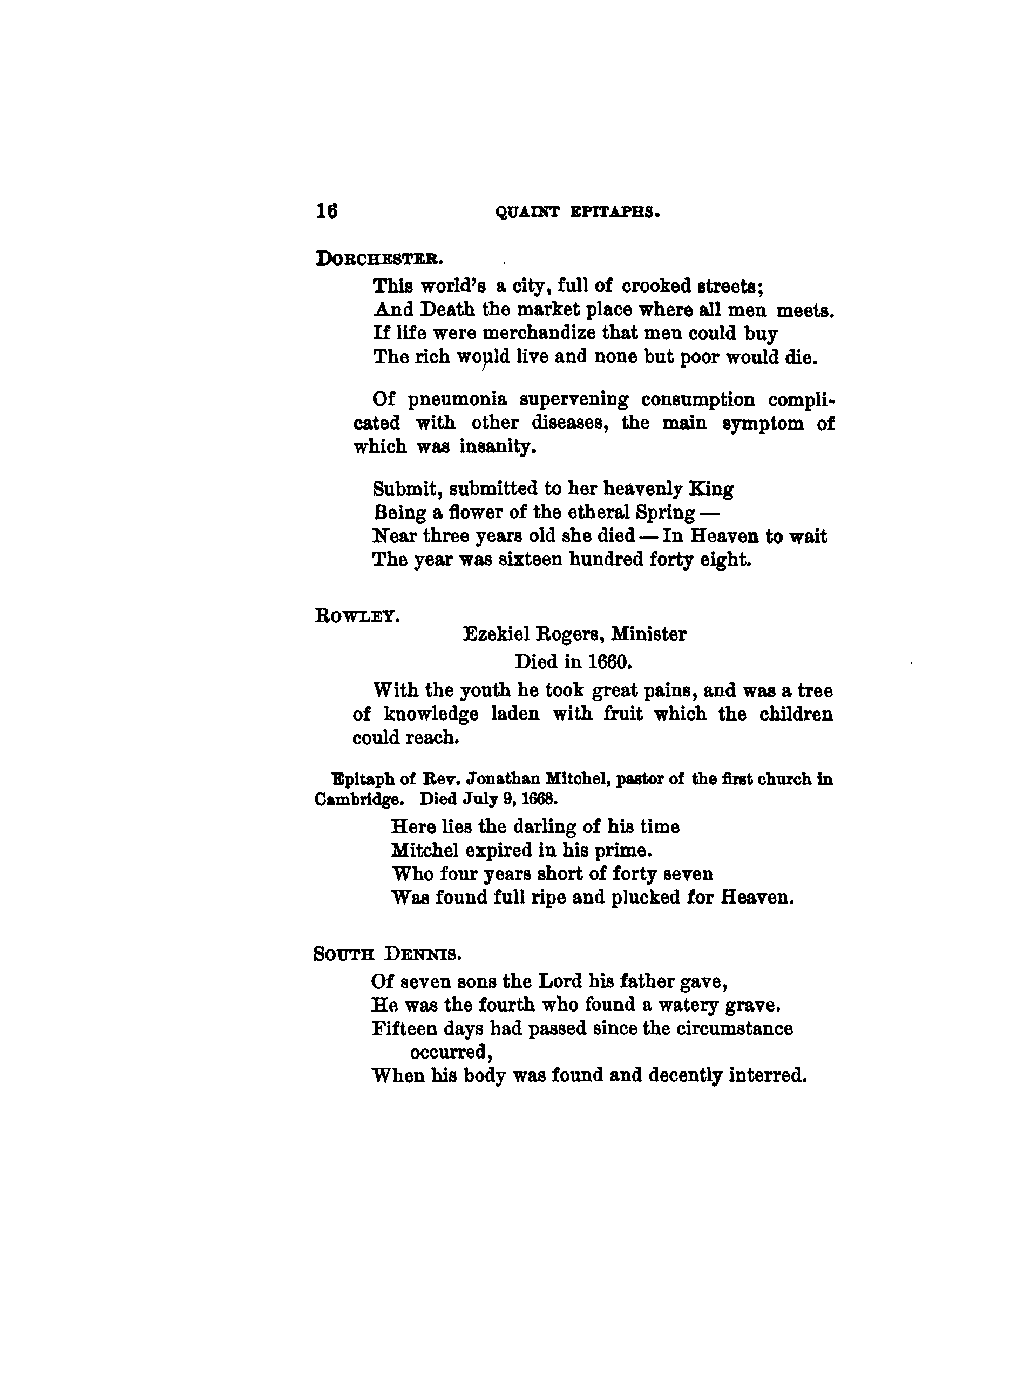 16 QUAINT EPITAPHS.
DORCHESTER.
This world's a city, full of crooked streets;
And Death the market place where all men meets.
If life were merchandize that men could buy
The rich would live and none but poor would die.
Of pneumonia supervening consumption compli-
cated with other diseases, the main symptom of
which was insanity.
Submit, submitted to her heavenly King
Being a flower of the etheral Spring —
Near three years old she died — In Heaven to wait
The year was sixteen hundred forty eight.
ROWLEY.
Ezekiel Rogers, Minister
Died in 1660.
With the youth he took great pains, and was a tree
of knowledge laden with fruit which the children
could reach.
Epitaph of Rev. Jonathan Mitchel, pastor of the first church in
Cambridge. Died July 9, 1668.
Here lies the darling of his time
Mitchel expired in his prime.
Who four years short of forty seven
Was found full ripe and plucked for Heaven.
SOUTH DENNIS.
Of seven sons the Lord his father gave,
He was the fourth who found a watery grave.
Fifteen days had passed since the circumstance
occurred,
When his body was found and decently interred.